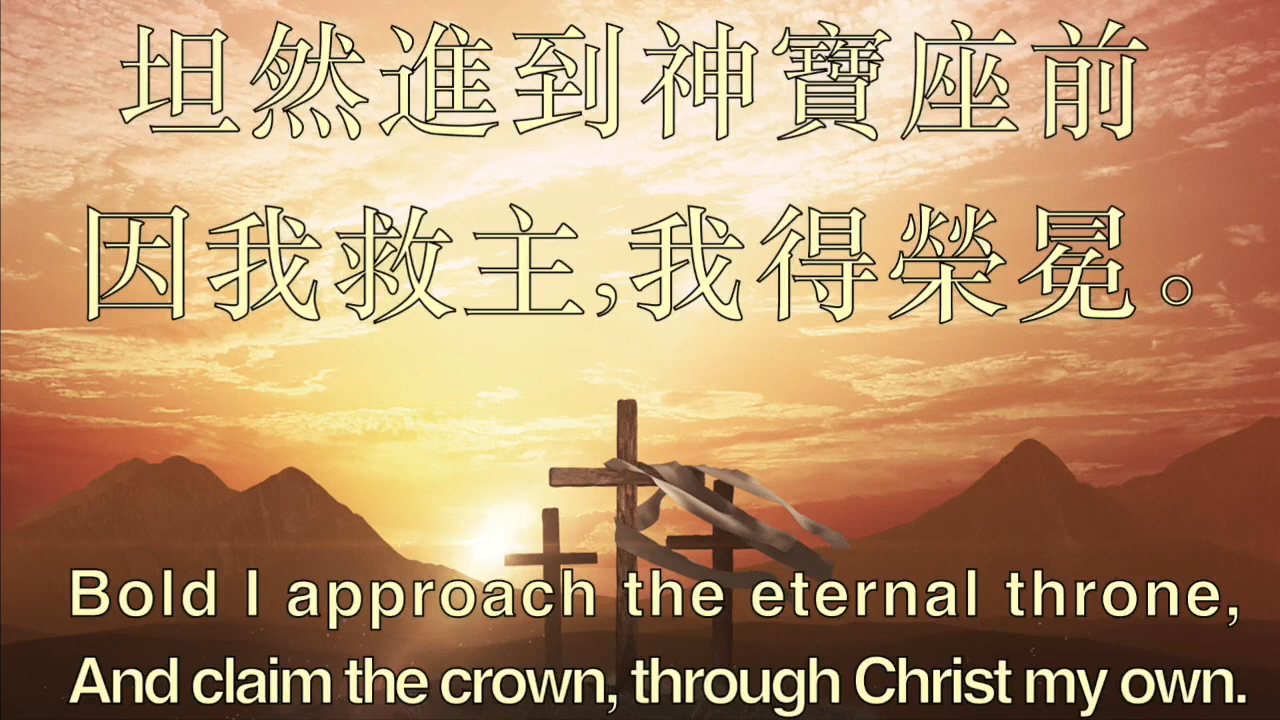 坦然進到神寶座前
因我救主,我得榮冕。
Bold I approach the eternal throne,
And claim the crown, through Christ my own.